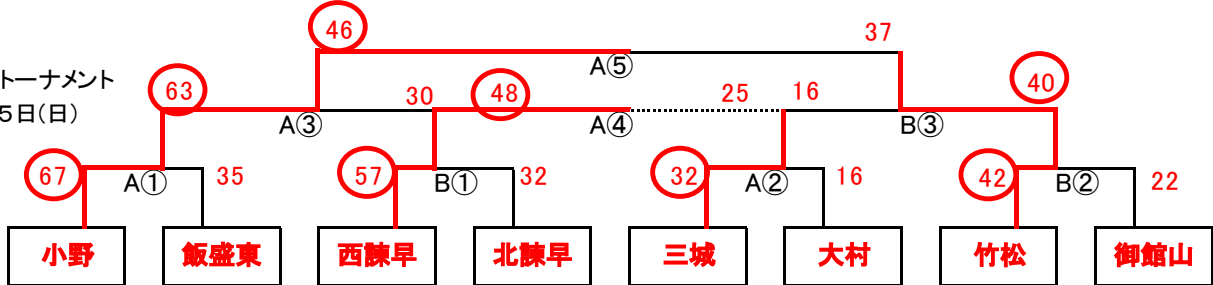 46 37
A⑤
トーナメント
5日(日)
63 30 48 25 16 40
A③ A④ B③
67 35 57 32 32 16 42 22
A① B① A② B②
小野 飯盛東 西諫早 北諫早 三城 大村 竹松 御館山